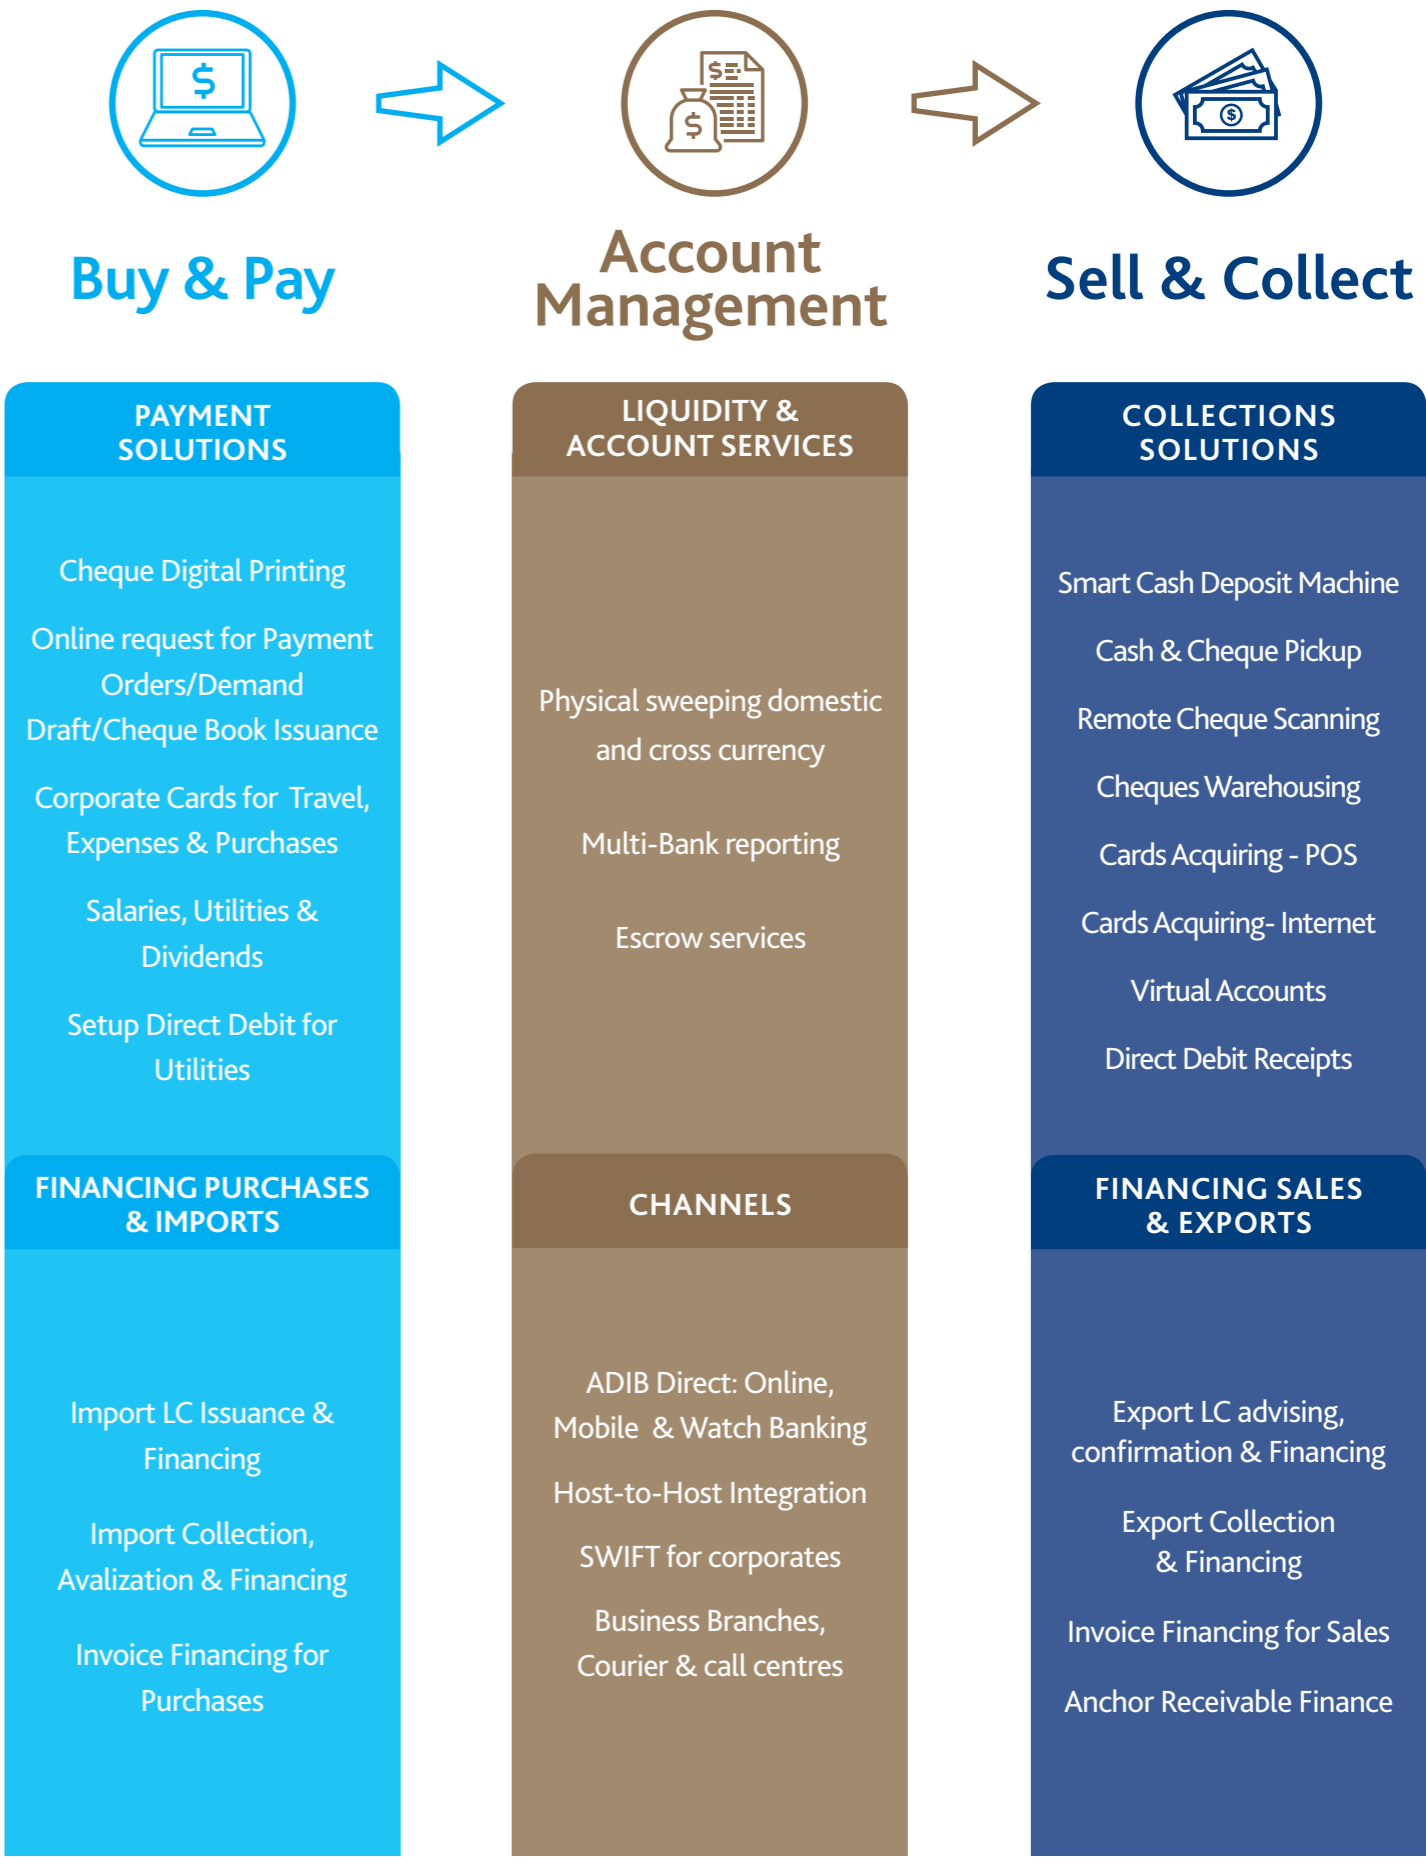 Buy & Pay
PAYMENT
SOLUTIONS
Cheque Digital Printing
Online request for Payment
Orders/Demand
Draft/Cheque Book Issuance
Corporate Cards for Travel,
Expenses & Purchases
Salaries, Utilities &
Dividends
Setup Direct Debit for
Utilities
FINANCING PURCHASES
& IMPORTS
Import LC Issuance &
Financing
Import Collection,
Avalization & Financing
Invoice Financing for
Purchases
Account
Management
LIQUIDITY &
ACCOUNT SERVICES
Physical sweeping domestic
and cross currency
Multi-Bank reporting
Escrow services
CHANNELS
ADIB Direct: Online,
Mobile & Watch Banking
Host-to-Host Integration
SWIFT for corporates
Business Branches,
Courier & call centres
Sell & Collect
COLLECTIONS
SOLUTIONS
Smart Cash Deposit Machine
Cash & Cheque Pickup
Remote Cheque Scanning
Cheques Warehousing
Cards Acquiring - POS
Cards Acquiring- Internet
Virtual Accounts
Direct Debit Receipts
FINANCING SALES
& EXPORTS
Export LC advising,
confirmation & Financing
Export Collection
& Financing
Invoice Financing for Sales
Anchor Receivable Finance